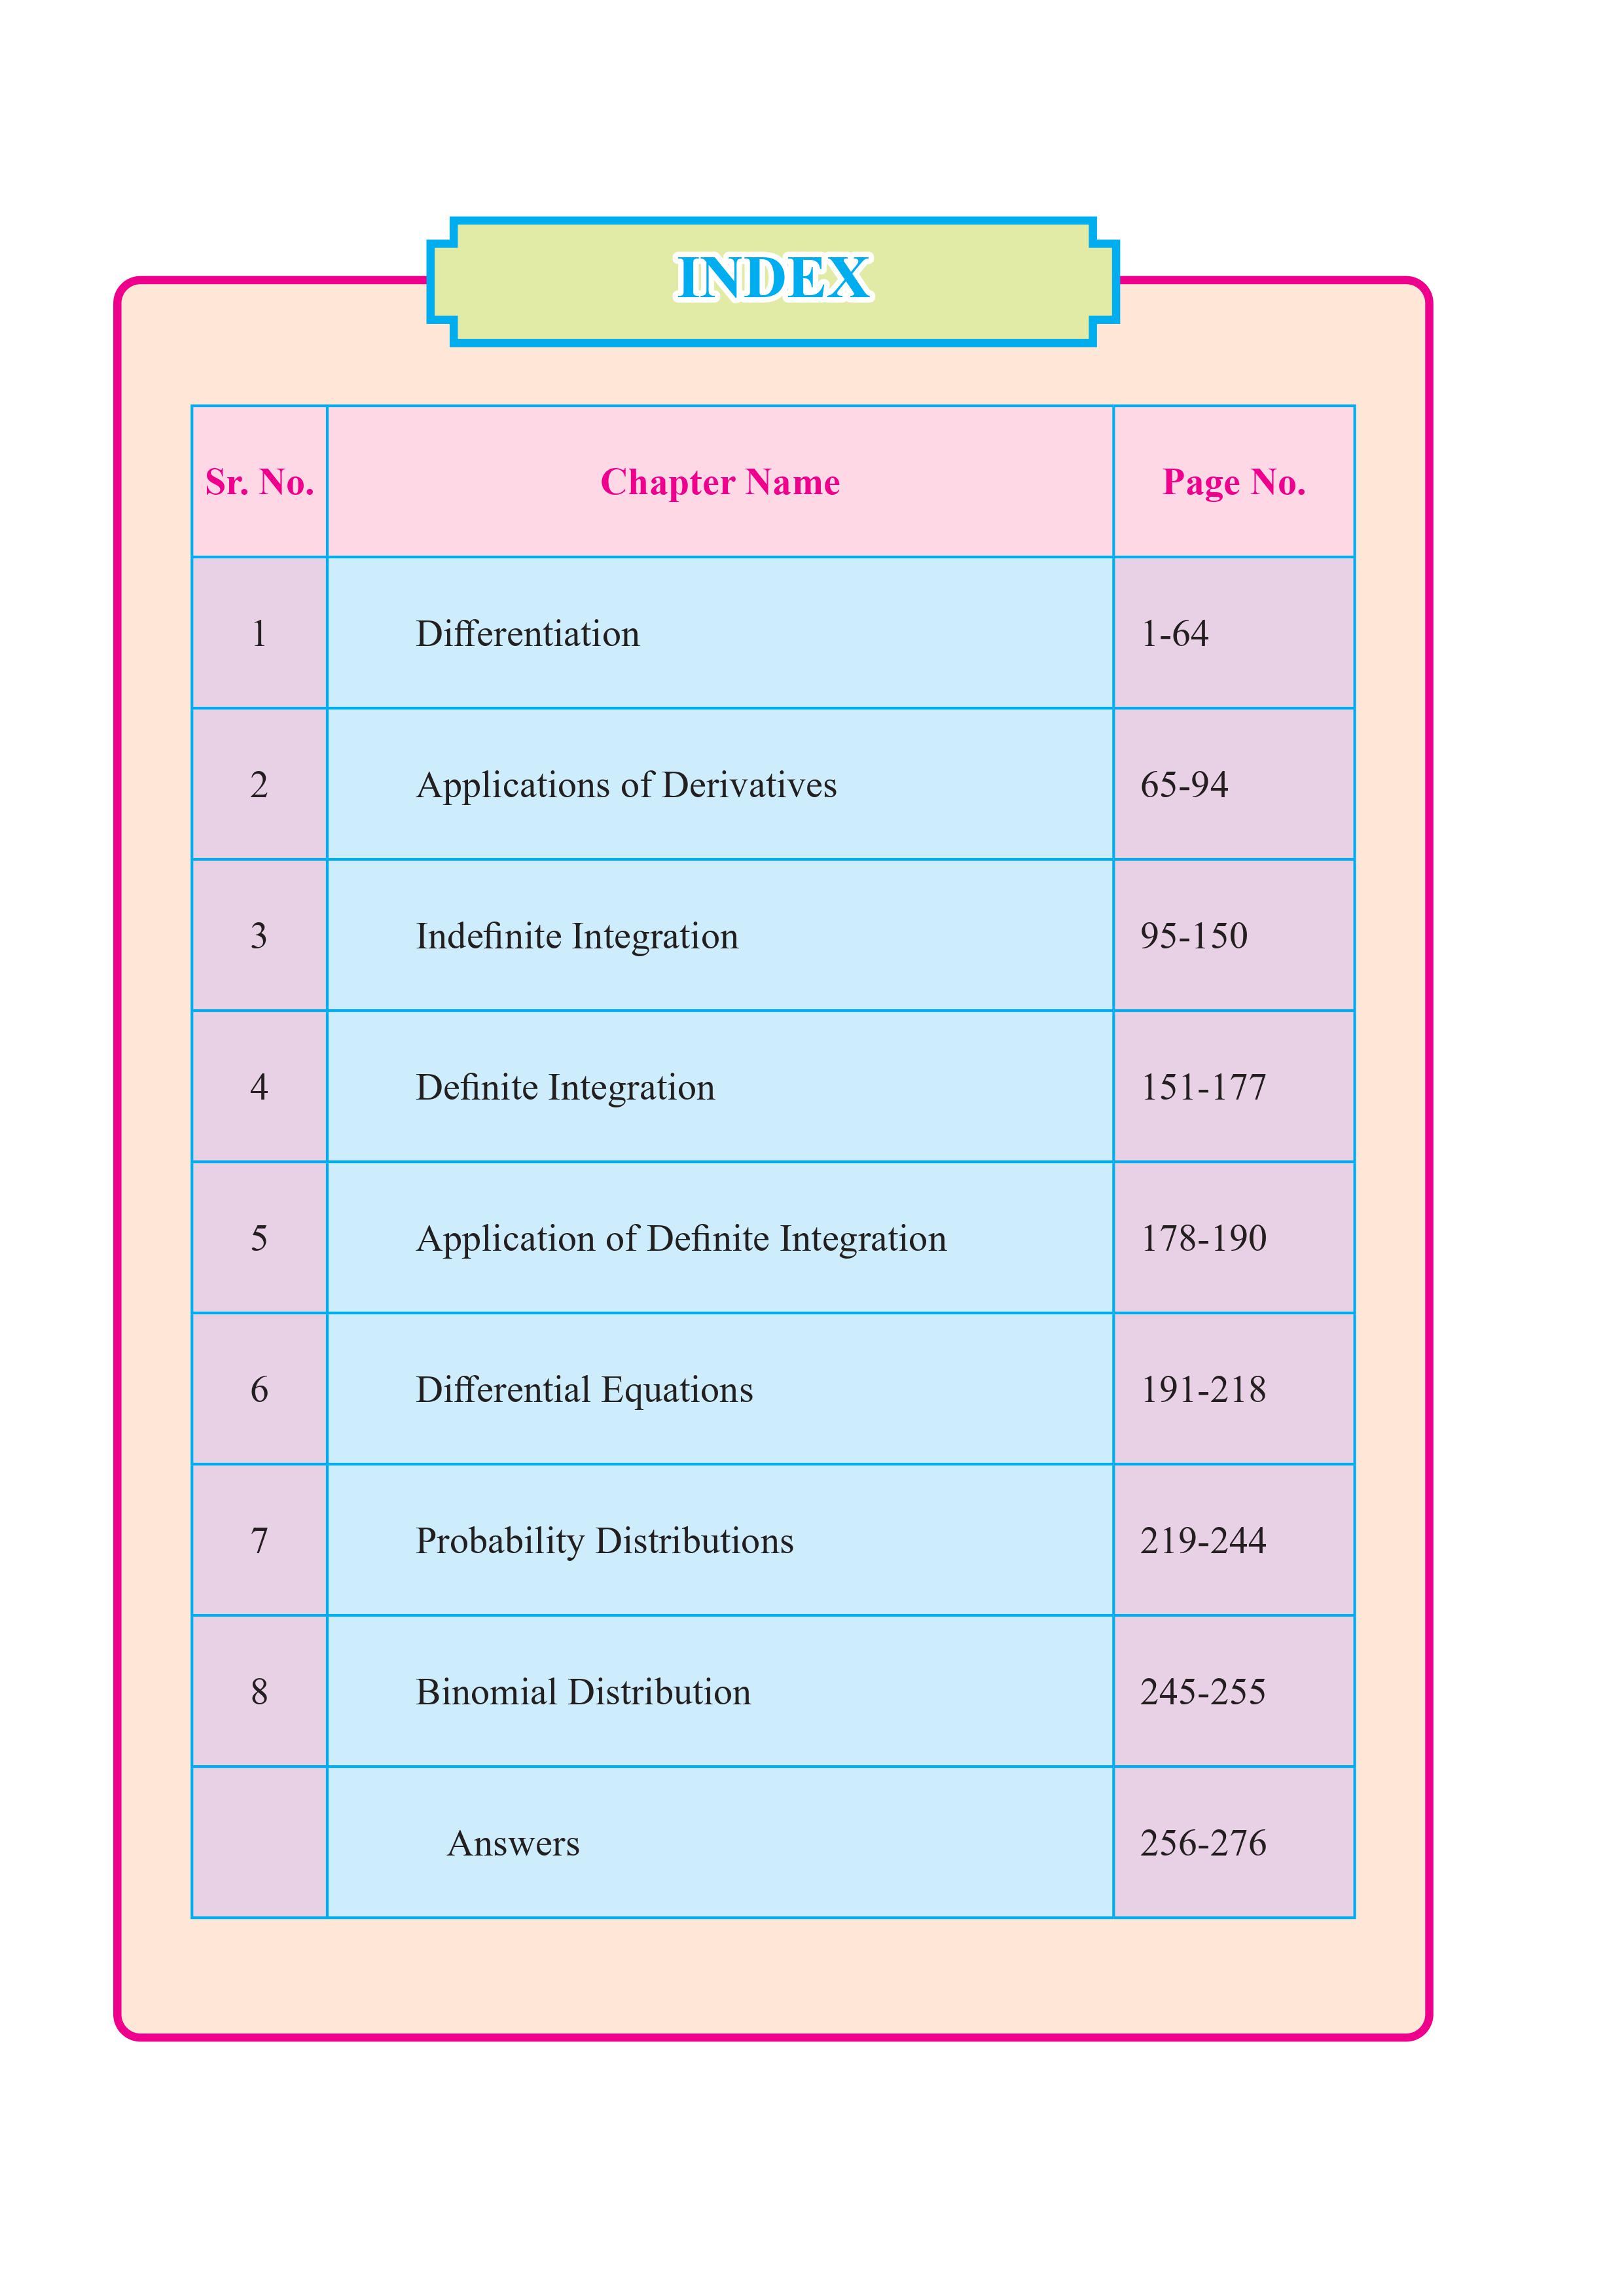 INDEX
Sr. No. Chapter Name Page No.
1 Differentiation 1-64
2 Applications of Derivatives 65-94
3 Indefinite Integration 95-150
4 Definite Integration 151-177
5 Application of Definite Integration 178-190
6 Differential Equations 191-218
7 Probability Distributions 219-244
8 Binomial Distribution 245-255
Answers 256-276